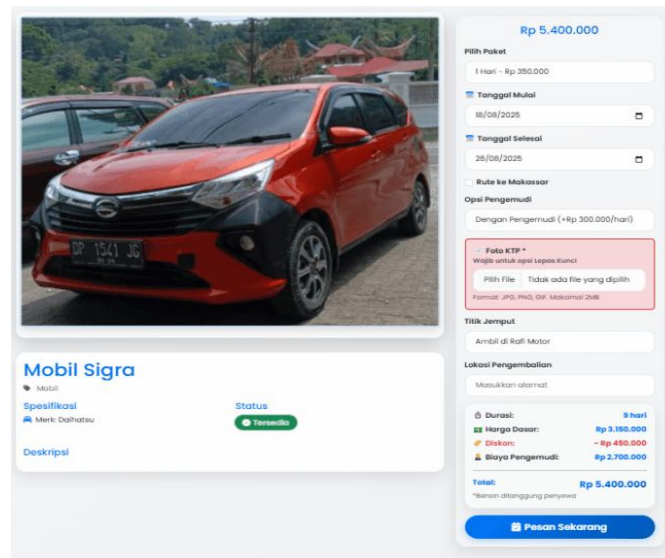 DP 1541 JG
Mobil Sigra
Mobil
Spesifikasi
Status
Merk: Daihatsu
Tersedia
Deskripsi
Rp 5.400.000
Pilih Paket
1 Hari - Rp 350.000
Tanggal Mulai
18/08/2025
Tanggal Selesai
26/08/2025
Rute ke Makassar
Opsi Pengemudi
Dengan Pengemudi (+Rp 300.000/hari)
Foto KTP *
Wajib untuk opsi Lepas Kunci
Pilih File Tidak ada file yang dipilih
Format: JPG, PNG, GIF. Maksimal 2MB
Titik Jemput
Ambil di Rafi Motor
Lokasi Pengembalian
Masukkan alamat
Durasi: 9 hari
Harga Dasar: Rp 3.150.000
Diskon: - Rp 450.000
Biaya Pengemudi: Rp 2.700.000
Total: Rp 5.400.000
*Bensin ditanggung penyewa
Pesan Sekarang